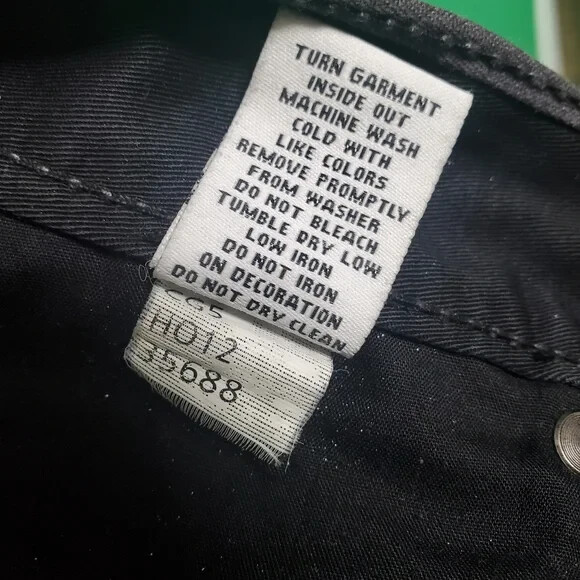 TURN GARMENT
INSIDE OUT
MACHINE WASH
COLD WITH
LIKE COLORS
REMOVE PROMPTLY
FROM WASHER
DO NOT BLEACH
TUMBLE DRY LOW
LOW IRON
DO NOT IRON
ON DECORATION
DO NOT DRY CLEAN
HO12
35688